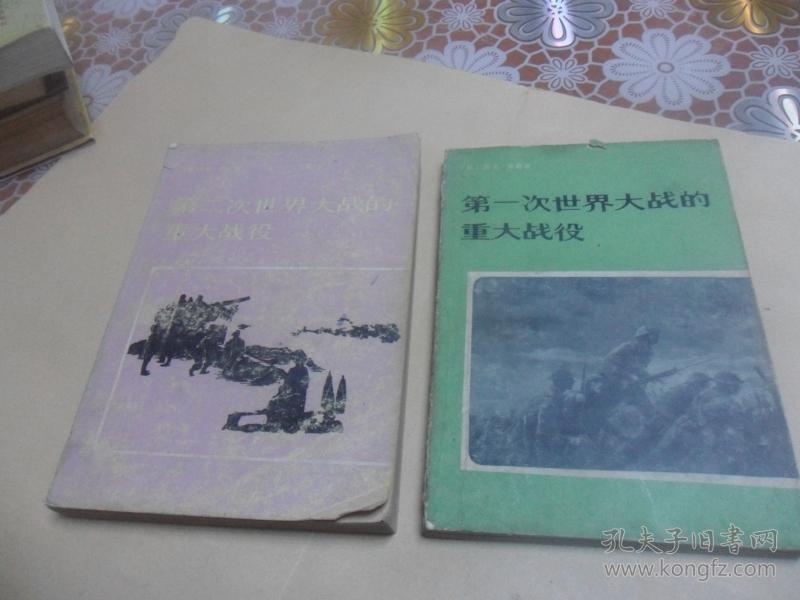 第二次世界大战的
重大战役
第一次世界大战的
重大战役
孔夫子旧书网
www.kongfz.com